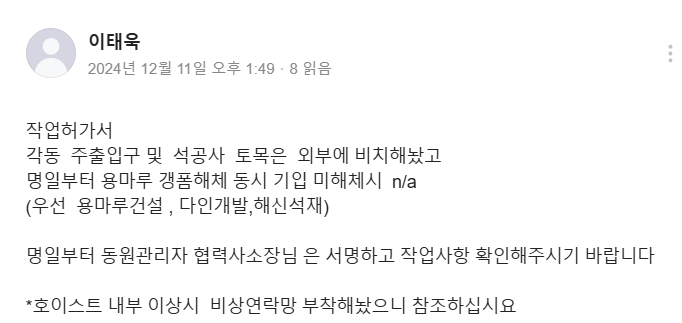 이태욱
2024년 12월 11일 오후 1:49 · 8 읽음
작업허가서
각동 주출입구 및 석공사 토목은 외부에 비치해놨고
명일부터 용마루 갱폼해체 동시 기입 미해체시 n/a
(우선 용마루건설 , 다인개발,해신석재)
명일부터 동원관리자 협력사소장님 은 서명하고 작업사항 확인해주시기 바랍니다
*호이스트 내부 이상시 비상연락망 부착해놨으니 참조하십시요